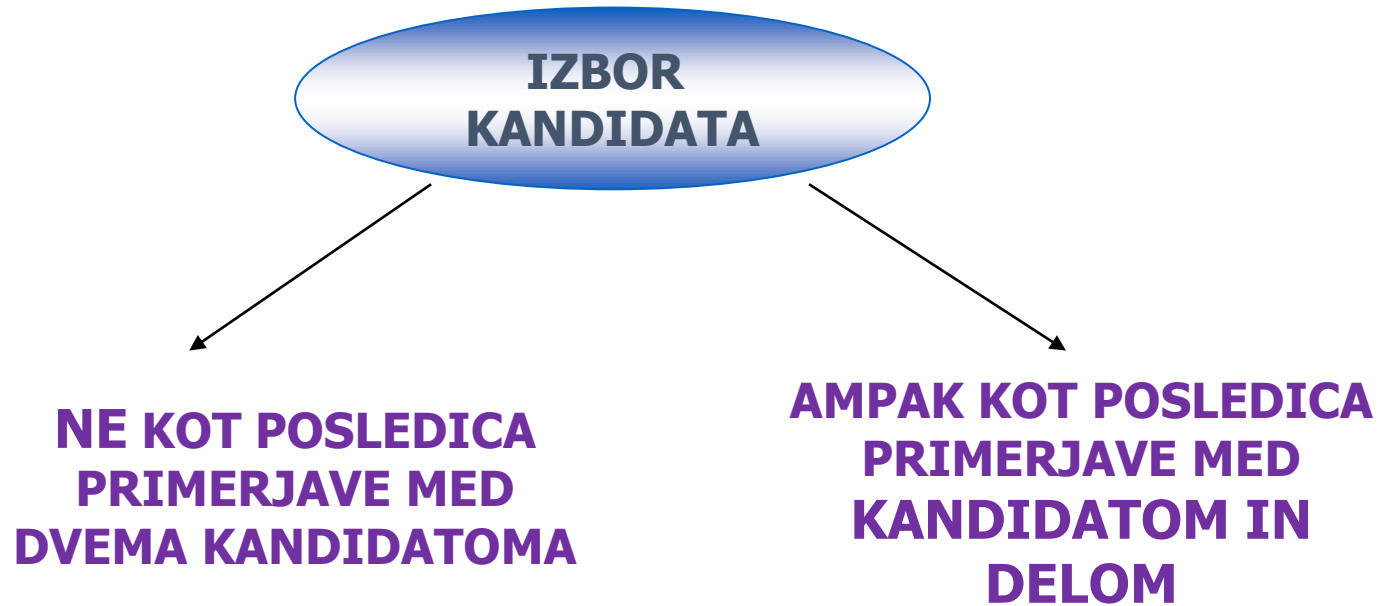 IZBOR
KANDIDATA
NE KOT POSLEDICA
PRIMERJAVE MED
DVEMA KANDIDATOMA
AMPAK KOT POSLEDICA
PRIMERJAVE MED
KANDIDATOM IN
DELOM